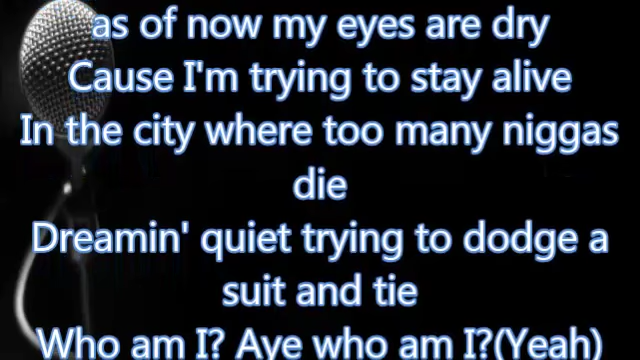 as of now my eyes are dry
Cause I'm trying to stay alive
In the city where too many niggas
die
Dreamin' quiet trying to dodge a
suit and tie
Who am I? Aye who am I?(Yeah)